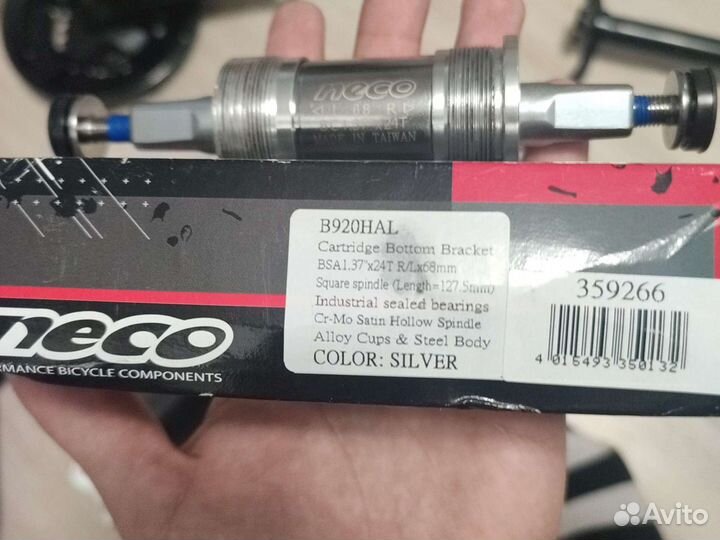 neco
MADE IN TAIWAN
B920HAL
Cartridge Bottom Bracket
BSA1.37"x24T R/Lx68mm
Square spindle (Length=127.5mm)
Industrial sealed bearings
Cr-Mo Satin Hollow Spindle
Alloy Cups & Steel Body
COLOR: SILVER
359266
4 015493 350132
neco
RMANCE BICYCLE COMPONENTS
Avito